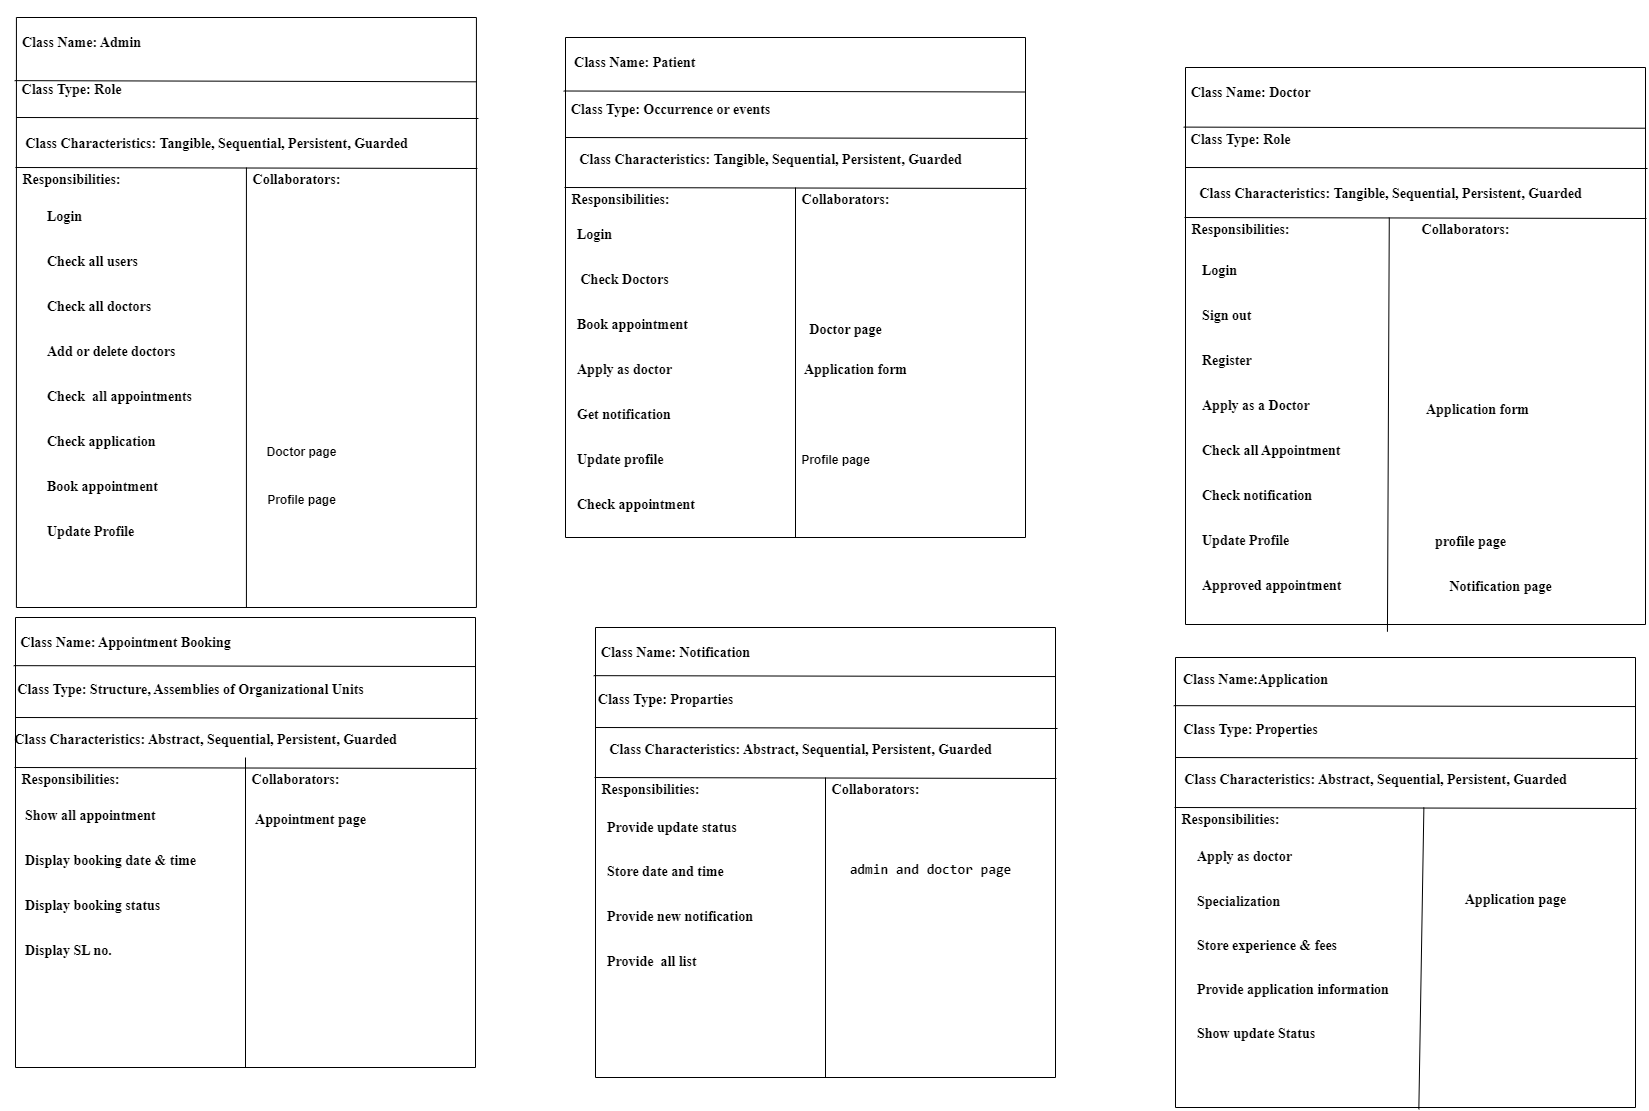 Class Name: Admin
Class Type: Role
Class Characteristics: Tangible, Sequential, Persistent, Guarded
Responsibilities:
Collaborators:
Login
Check all users
Check all doctors
Add or delete doctors
Check  all appointments
Check application
Doctor page
Book appointment
Profile page
Update Profile
Class Name: Patient
Class Type: Occurrence or events
Class Characteristics: Tangible, Sequential, Persistent, Guarded
Responsibilities:
Collaborators:
Login
Check Doctors
Book appointment
Doctor page
Apply as doctor
Application form
Get notification
Update profile
Profile page
Check appointment
Class Name: Doctor
Class Type: Role
Class Characteristics: Tangible, Sequential, Persistent, Guarded
Responsibilities:
Collaborators:
Login
Sign out
Register
Apply as a Doctor
Application form
Check all Appointment
Check notification
Update Profile
profile page
Approved appointment
Notification page
Class Name: Appointment Booking
Class Type: Structure, Assemblies of Organizational Units
Class Characteristics: Abstract, Sequential, Persistent, Guarded
Responsibilities:
Collaborators:
Show all appointment
Appointment page
Display booking date & time
Display booking status
Display SL no.
Class Name: Notification
Class Type: Proparties
Class Characteristics: Abstract, Sequential, Persistent, Guarded
Responsibilities:
Collaborators:
Provide update status
Store date and time
admin and doctor page
Provide new notification
Provide  all list
Class Name:Application
Class Type: Properties
Class Characteristics: Abstract, Sequential, Persistent, Guarded
Responsibilities:
Apply as doctor
Specialization
Application page
Store experience & fees
Provide application information
Show update Status